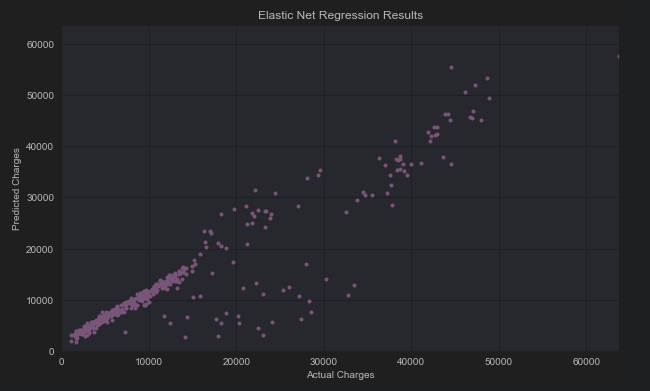 Elastic Net Regression Results
Predicted Charges
60000
50000
40000
30000
20000
10000
0
0 10000 20000 30000 40000 50000 60000
Actual Charges